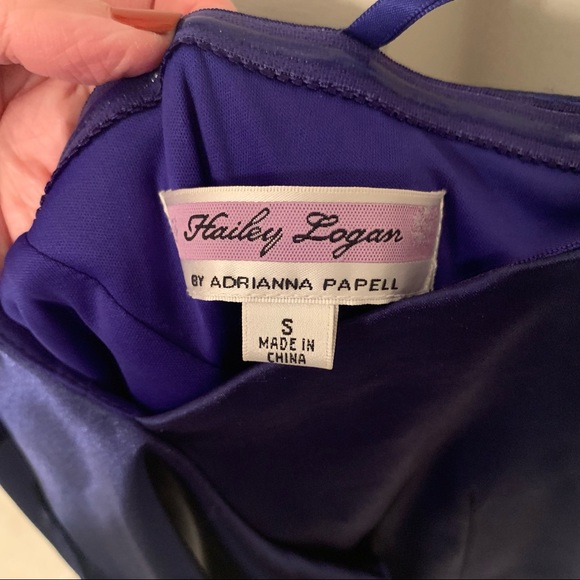 Hailey Logan
BY ADRIANNA PAPELL
S
MADE IN
CHINA